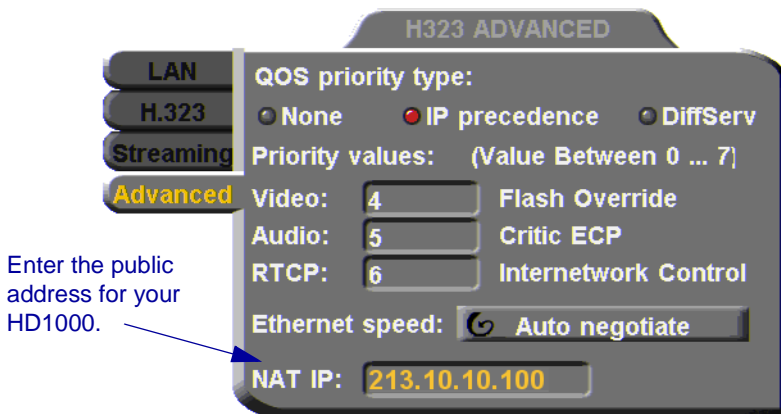 H323 ADVANCED
LAN
H.323
Streaming
Advanced
QOS priority type:
None IP precedence DiffServ
Priority values: (Value Between 0 ... 7)
Video: 4 Flash Override
Audio: 5 Critic ECP
RTCP: 6 Internetwork Control
Ethernet speed: Auto negotiate
NAT IP: 213.10.10.100
Enter the public
address for your
HD1000.